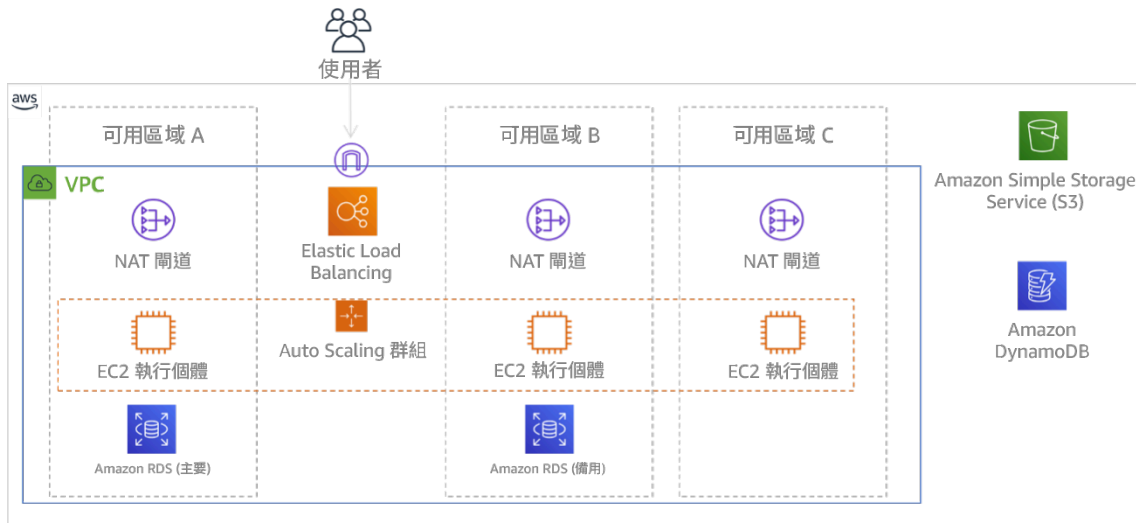 使用者
aws
可用區域 A
可用區域 B
可用區域 C
VPC
Amazon Simple Storage
Service (S3)
NAT 閘道
Elastic Load
Balancing
NAT 閘道
NAT 閘道
Amazon
DynamoDB
EC2 執行個體
Auto Scaling 群組
EC2 執行個體
EC2 執行個體
Amazon RDS (主要)
Amazon RDS (備用)